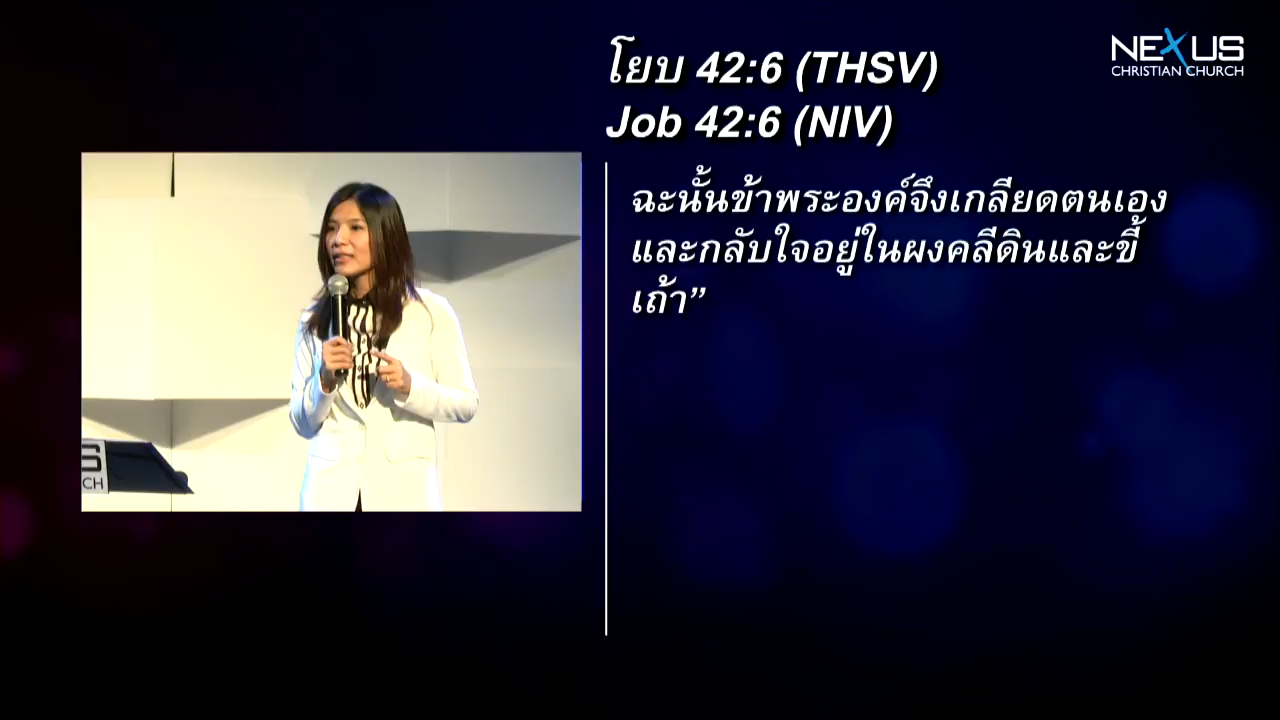 โยบ 42:6 (THSV)
Job 42:6 (NIV)
NEXUS
CHRISTIAN CHURCH
ฉะนั้นข้าพระองค์จึงเกลียดตนเอง
และกลับใจอยู่ในผงคลีดินและขี้
เถ้า”
S
CH